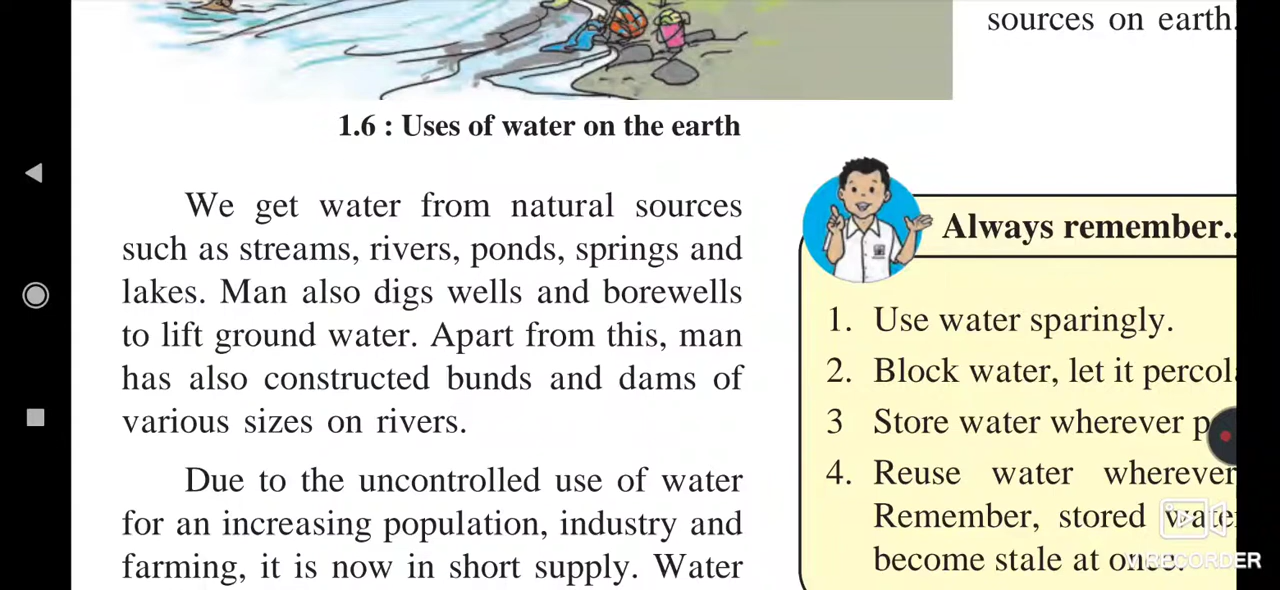 sources on earth.
1.6 : Uses of water on the earth
We get water from natural sources
such as streams, rivers, ponds, springs and
lakes. Man also digs wells and borewells
to lift ground water. Apart from this, man
has also constructed bunds and dams of
various sizes on rivers.
Due to the uncontrolled use of water
for an increasing population, industry and
farming, it is now in short supply. Water
Always remember..
1. Use water sparingly.
2. Block water, let it
3 Store water wherever
4. Reuse water wherever
Remember, stored
become stale at once.
RECORDER